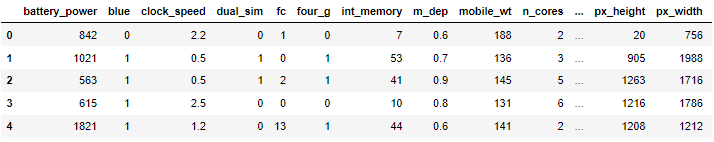 battery_power blue clock_speed dual_sim fc four_g int_memory m_dep mobile_wt n_cores ... px_height px_width
0 842 0 2.2 0 1 0 7 0.6 188 2 ... 20 756
1 1021 1 0.5 1 0 1 53 0.7 136 3 ... 905 1988
2 563 1 0.5 1 2 1 41 0.9 145 5 ... 1263 1716
3 615 1 2.5 0 0 0 10 0.8 131 6 ... 1216 1786
4 1821 1 1.2 0 13 1 44 0.6 141 2 ... 1208 1212